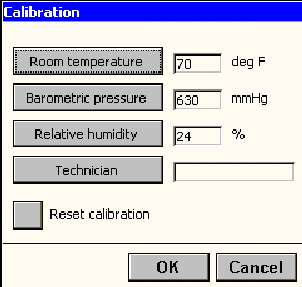 Calibration
Room temperature 70 deg F
Barometric pressure 630 mmHg
Relative humidity 24 %
Technician
Reset calibration
OK Cancel